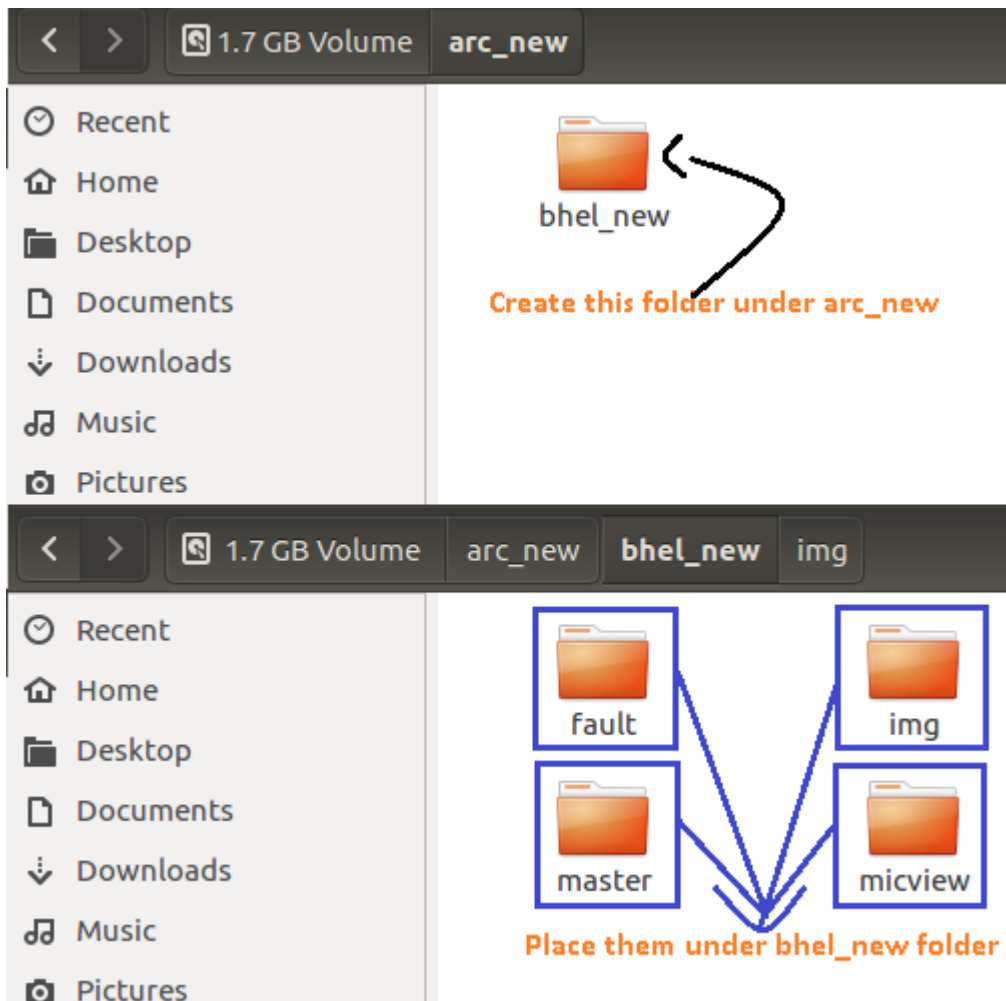 1.7 GB Volume arc_new
Recent
Home
Desktop
Documents
Downloads
Music
Pictures
bhel_new
Create this folder under arc_new
1.7 GB Volume arc_new bhel_new img
Recent
Home
Desktop
Documents
Downloads
Music
Pictures
fault img
master micview
Place them under bhel_new folder